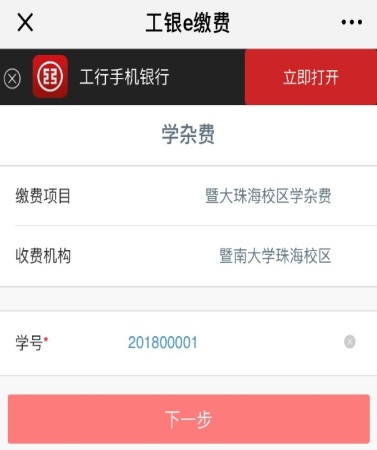 工银e缴费
工行手机银行 立即打开
学杂费
缴费项目 暨大珠海校区学杂费
收费机构 暨南大学珠海校区
学号* 201800001
下一步